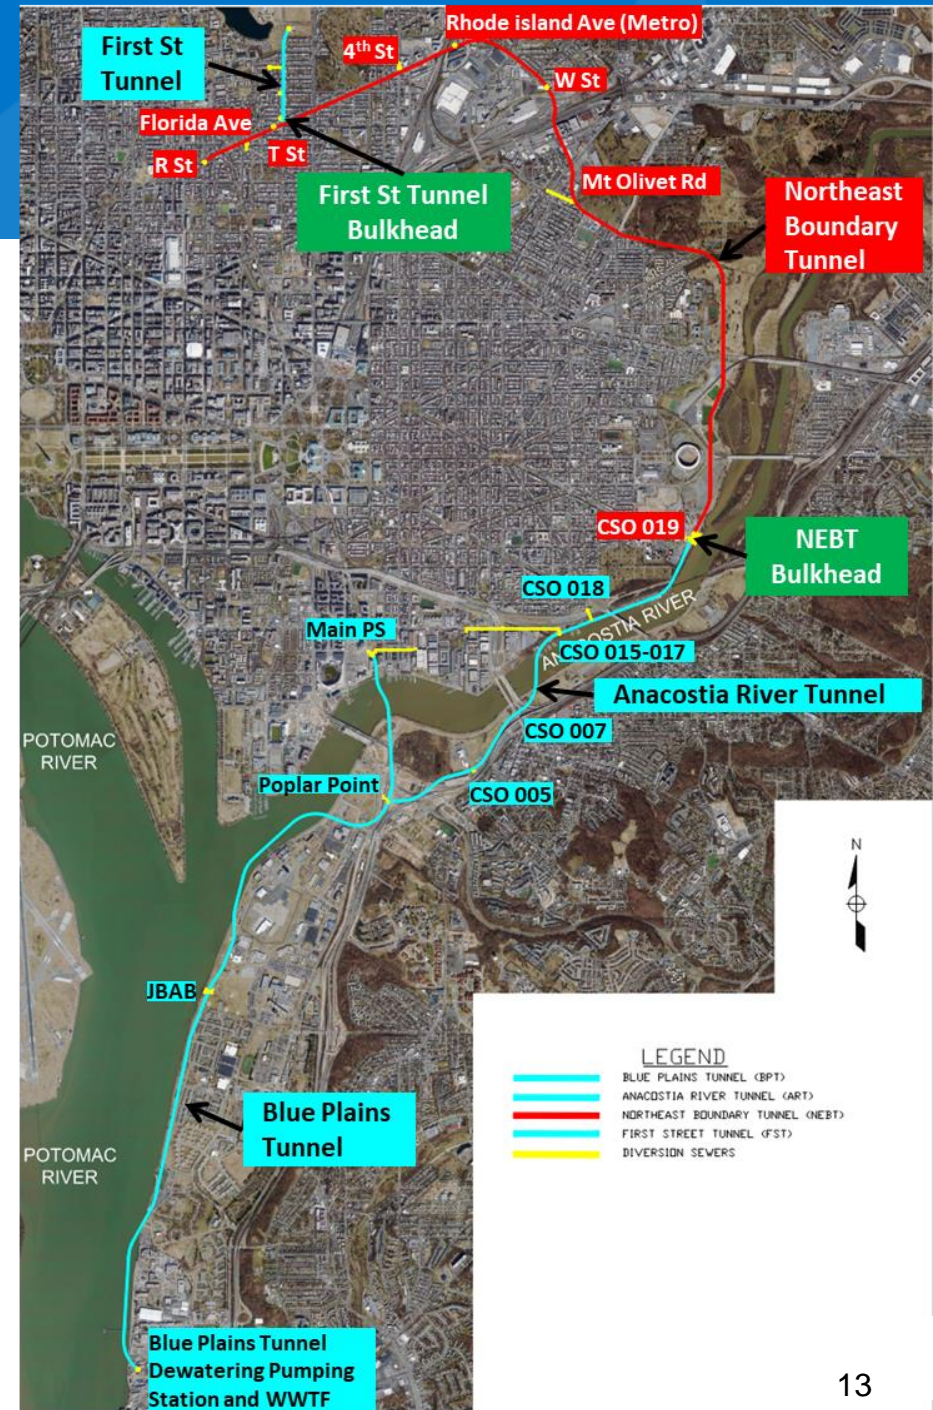 Rhode island Ave (Metro)
First St
Tunnel
4th St
W St
Florida Ave
T St
R St
First St Tunnel
Bulkhead
Mt Olivet Rd
Northeast
Boundary
Tunnel
CSO 019
NEBT
Bulkhead
CSO 018
ANACOSTIA RIVER
Main PS
CSO 015-017
Anacostia River Tunnel
CSO 007
POTOMAC
RIVER
Poplar Point
CSO 005
N
JBAB
LEGEND
BLUE PLAINS TUNNEL (BPT)
ANACOSTIA RIVER TUNNEL (ART)
NORTHEAST BOUNDARY TUNNEL (NEBT)
FIRST STREET TUNNEL (FST)
DIVERSION SEWERS
Blue Plains
Tunnel
POTOMAC
RIVER
Blue Plains Tunnel
Dewatering Pumping
Station and WWTF
13